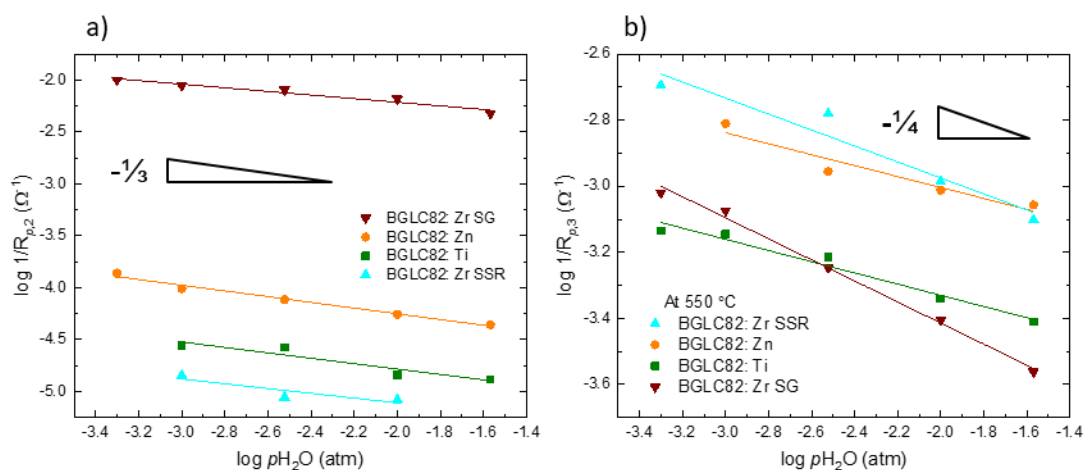 a)
-2.0
-2.5
-3.0
-3.5
-4.0
-4.5
-5.0
log 1/Rp,2 (Ω-1)
-⅓
BGLC82: Zr SG
BGLC82: Zn
BGLC82: Ti
BGLC82: Zr SSR
-3.4 -3.2 -3.0 -2.8 -2.6 -2.4 -2.2 -2.0 -1.8 -1.6 -1.4
log pH2O (atm)
b)
-2.6
-2.8
-3.0
-3.2
-3.4
-3.6
log 1/Rp,3 (Ω-1)
-¼
At 550 °C
BGLC82: Zr SSR
BGLC82: Zn
BGLC82: Ti
BGLC82: Zr SG
-3.4 -3.2 -3.0 -2.8 -2.6 -2.4 -2.2 -2.0 -1.8 -1.6 -1.4
log pH2O (atm)